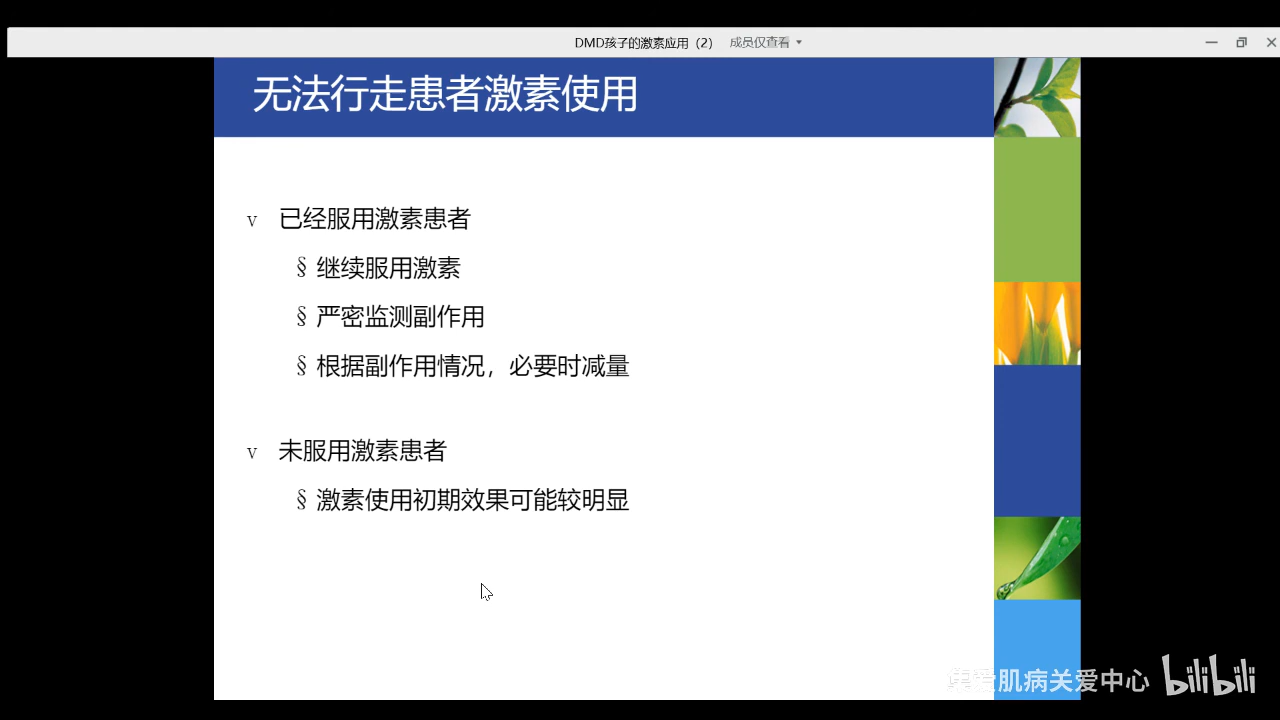 DMD孩子的激素应用（2） 成员仅查看
无法行走患者激素使用
v 已经服用激素患者
§ 继续服用激素
§ 严密监测副作用
§ 根据副作用情况，必要时减量
v 未服用激素患者
§ 激素使用初期效果可能较明显
爱肌病关爱中心 bilibili